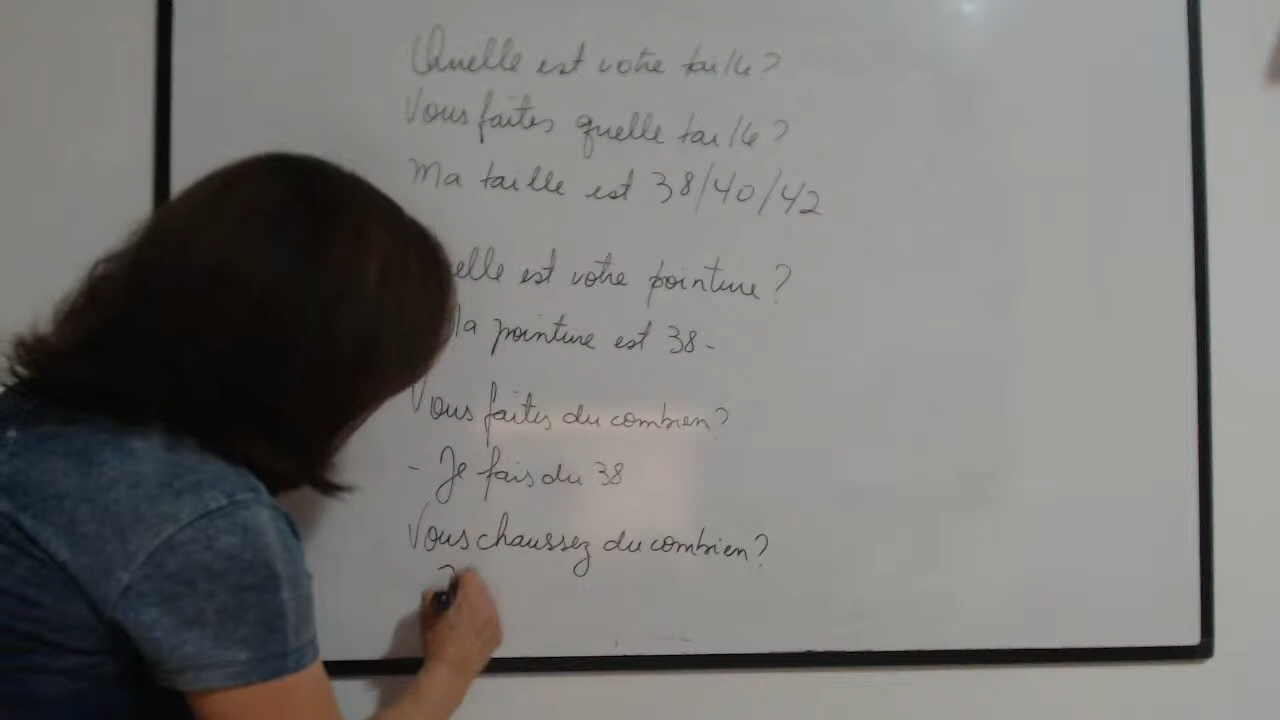 Quelle est votre taille?
Vous faites quelle taille?
Ma taille est 38/40/42
elle est votre pointure?
la pointure est 38-
Vous faites du combien?
- Je fais du 38
Vous chaussez du combien?